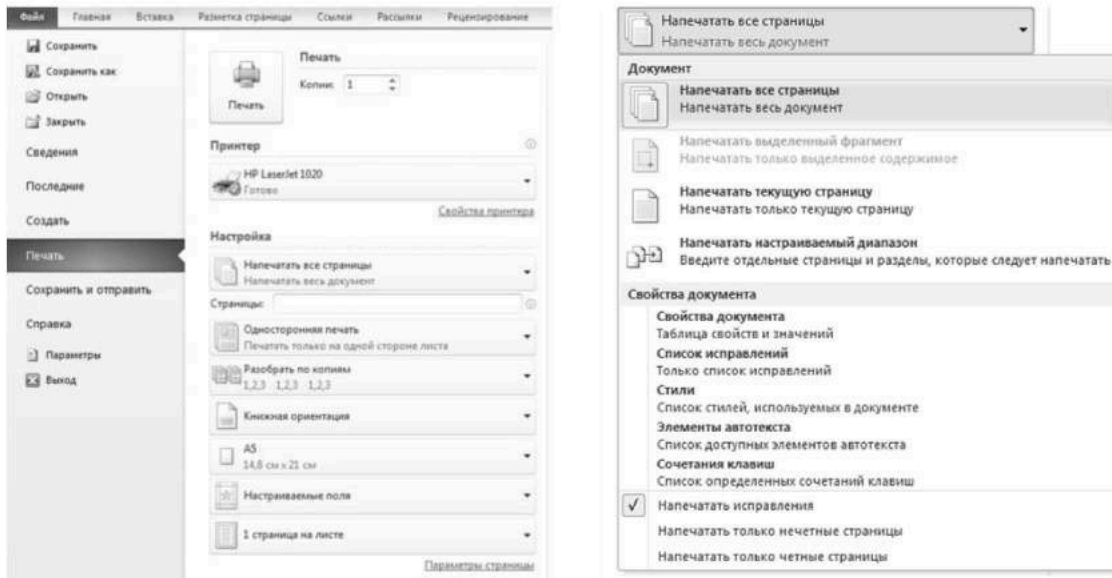 Файл Главная Вставка Разметка страницы Ссылки Рассылки Рецензирование
Сохранить
Сохранить как
Открыть
Закрыть
Сведения
Последние
Создать
Печать
Сохранить и отправить
Справка
Параметры
Выход
Печать
Копии: 1
Печать
Принтер
HP LaserJet 1020
Готово
Свойства принтера
Настройка
Напечатать все страницы
Напечатать весь документ
Страницы:
Односторонняя печать
Печатать только на одной стороне листа
Разобрать по копиям
1,2,3 1,2,3 1,2,3
Книжная ориентация
A5
14,8 см x 21 см
Настраиваемые поля
1 страница на листе
Параметры страницы
Напечатать все страницы
Напечатать весь документ
Документ
Напечатать все страницы
Напечатать весь документ
Напечатать выделенный фрагмент
Напечатать только выделенное содержимое
Напечатать текущую страницу
Напечатать только текущую страницу
Напечатать настраиваемый диапазон
Введите отдельные страницы и разделы, которые следует напечатать
Свойства документа
Свойства документа
Таблица свойств и значений
Список исправлений
Только список исправлений
Стили
Список стилей, используемых в документе
Элементы автотекста
Список доступных элементов автотекста
Сочетания клавиш
Список определенных сочетаний клавиш
Напечатать исправления
Напечатать только нечетные страницы
Напечатать только четные страницы